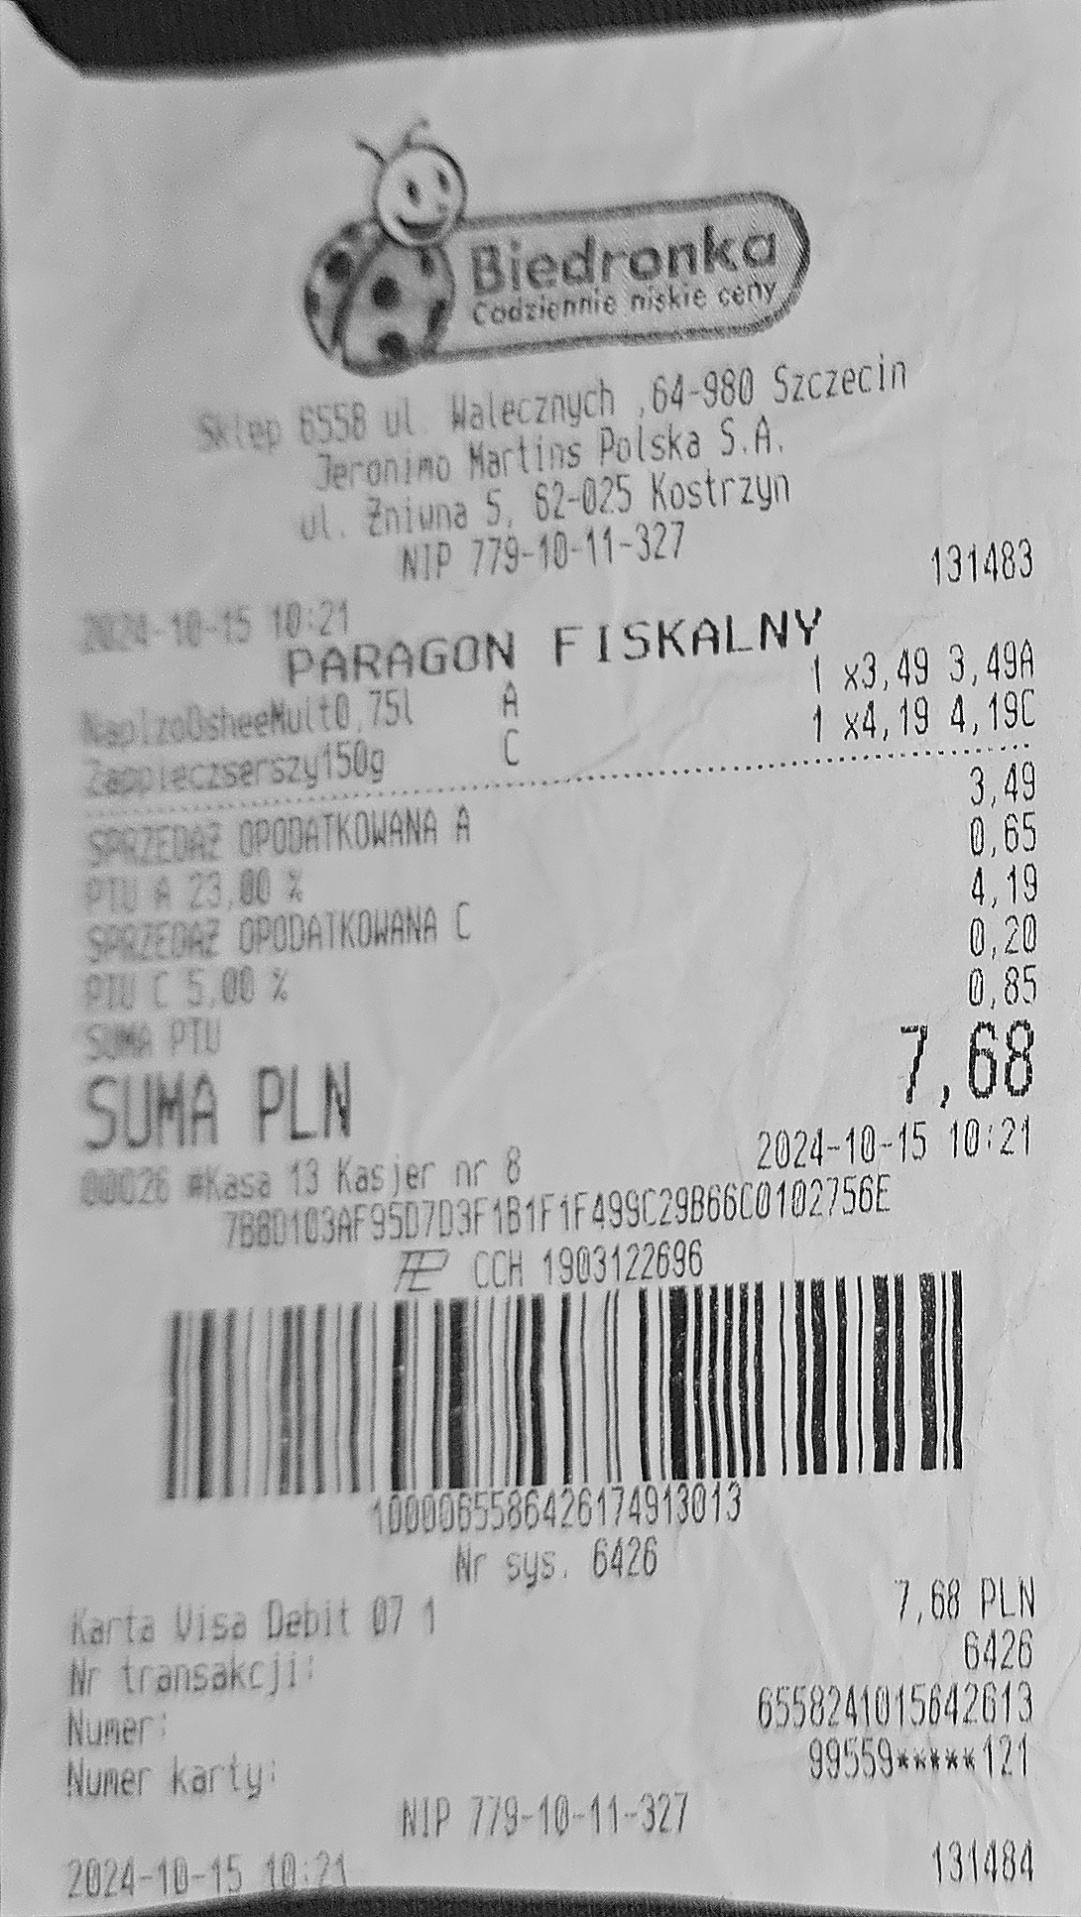 Biedronka
Codziennie niskie ceny
Sklep 6558 ul. Walecznych ,64-980 Szczecin
Jeronimo Martins Polska S.A.
ul. Żniwna 5, 62-025 Kostrzyn
NIP 779-10-11-327
2024-10-15 10:21 131483
PARAGON FISKALNY
NapIzoOsheeMult0,75l A 1 x3,49 3,49A
Zappieczserszy150g C 1 x4,19 4,19C
SPRZEDAŻ OPODATKOWANA A 3,49
PTU A 23,00 % 0,65
SPRZEDAŻ OPODATKOWANA C 4,19
PTU C 5,00 % 0,20
SUMA PTU 0,85
SUMA PLN 7,68
00026 #Kasa 13 Kasjer nr 8 2024-10-15 10:21
7B8D103AF95D7D3F1B1F1F499C29B66C0102756E
CCH 1903122696
1000065586426174913013
Nr sys. 6426
Karta Visa Debit 07 1 7,68 PLN
Nr transakcji: 6426
Numer: 6558241015642613
Numer karty: 99559*****121
NIP 779-10-11-327
2024-10-15 10:21 131484